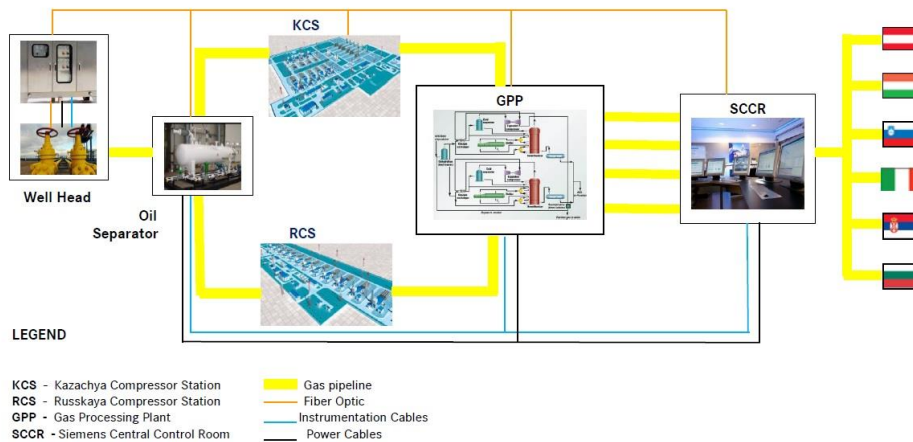 KCS
GPP
SCCR
Well Head
Oil
Separator
RCS
LEGEND
KCS - Kazachya Compressor Station
RCS - Russkaya Compressor Station
GPP - Gas Processing Plant
SCCR - Siemens Central Control Room
Gas pipeline
Fiber Optic
Instrumentation Cables
Power Cables